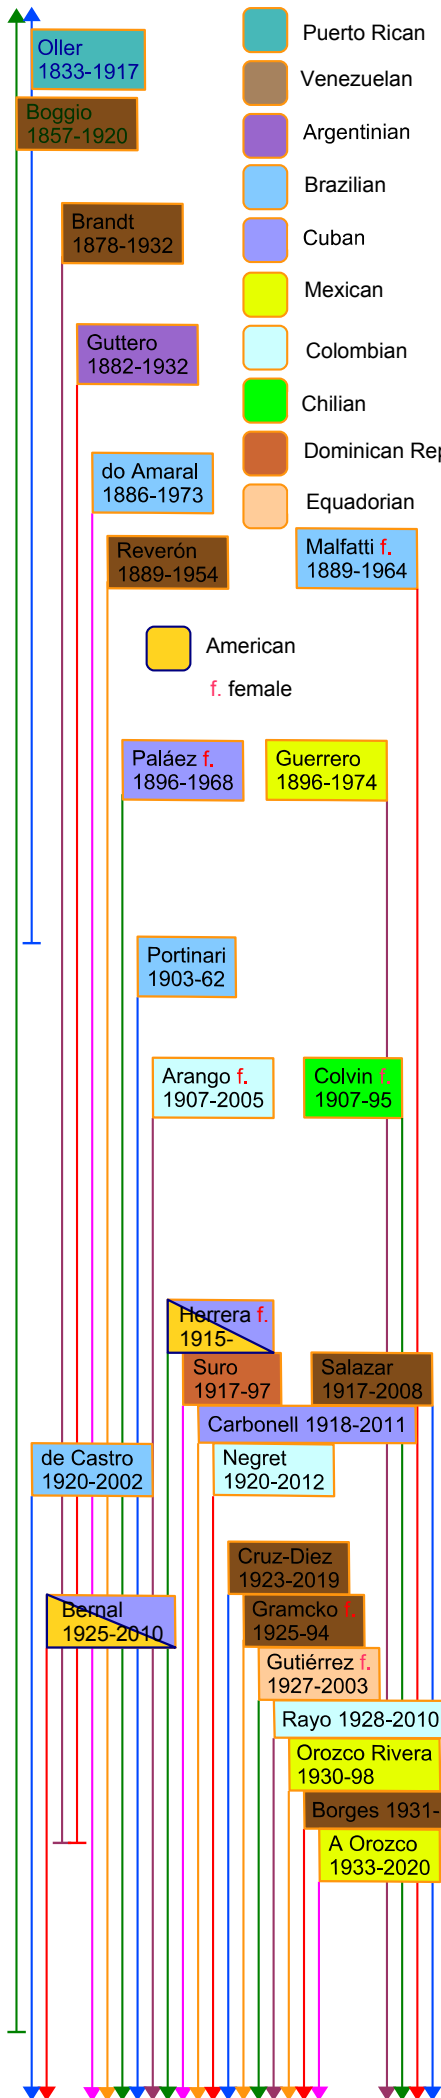 Oller
1833-1917
Puerto Rican
Boggio
1857-1920
Venezuelan
Argentinian
Brazilian
Brandt
1878-1932
Cuban
Mexican
Guttero
1882-1932
Colombian
Chilian
Dominican Rep
do Amaral
1886-1973
Equadorian
Reverón
1889-1954
Malfatti f.
1889-1964
American
f. female
Paláez f.
1896-1968
Guerrero
1896-1974
Portinari
1903-62
Arango f.
1907-2005
Colvin f.
1907-95
Herrera f.
1915-
Suro
1917-97
Salazar
1917-2008
Carbonell 1918-2011
de Castro
1920-2002
Negret
1920-2012
Cruz-Diez
1923-2019
Bernal
1925-2010
Gramcko f.
1925-94
Gutiérrez f.
1927-2003
Rayo 1928-2010
Orozco Rivera
1930-98
Borges 1931-
A Orozco
1933-2020